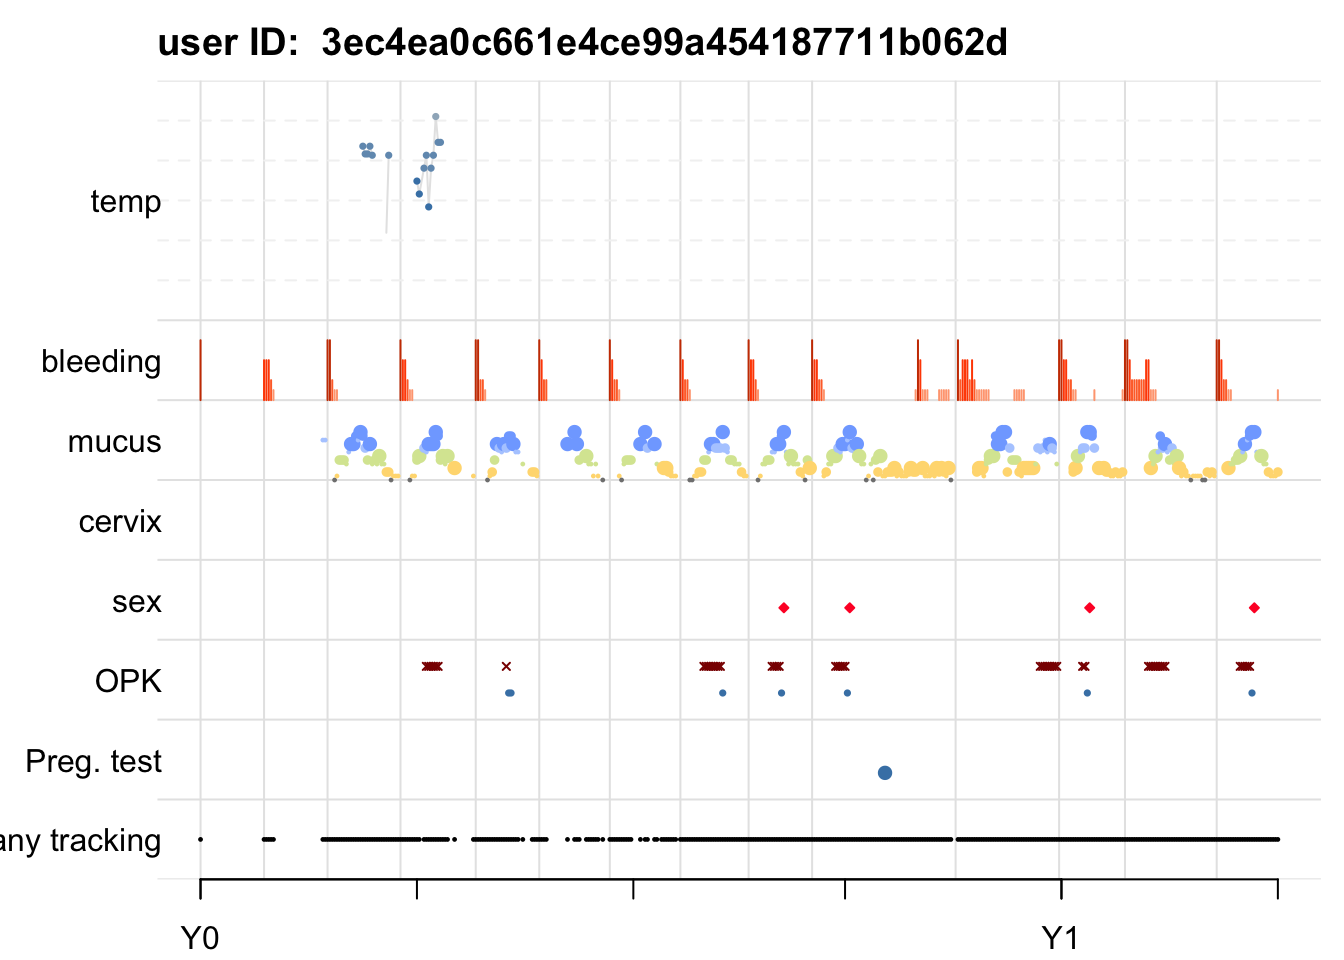 user ID: 3ec4ea0c661e4ce99a454187711b062d
temp
bleeding
mucus
cervix
sex
OPK
Preg. test
any tracking
Y0 Y1